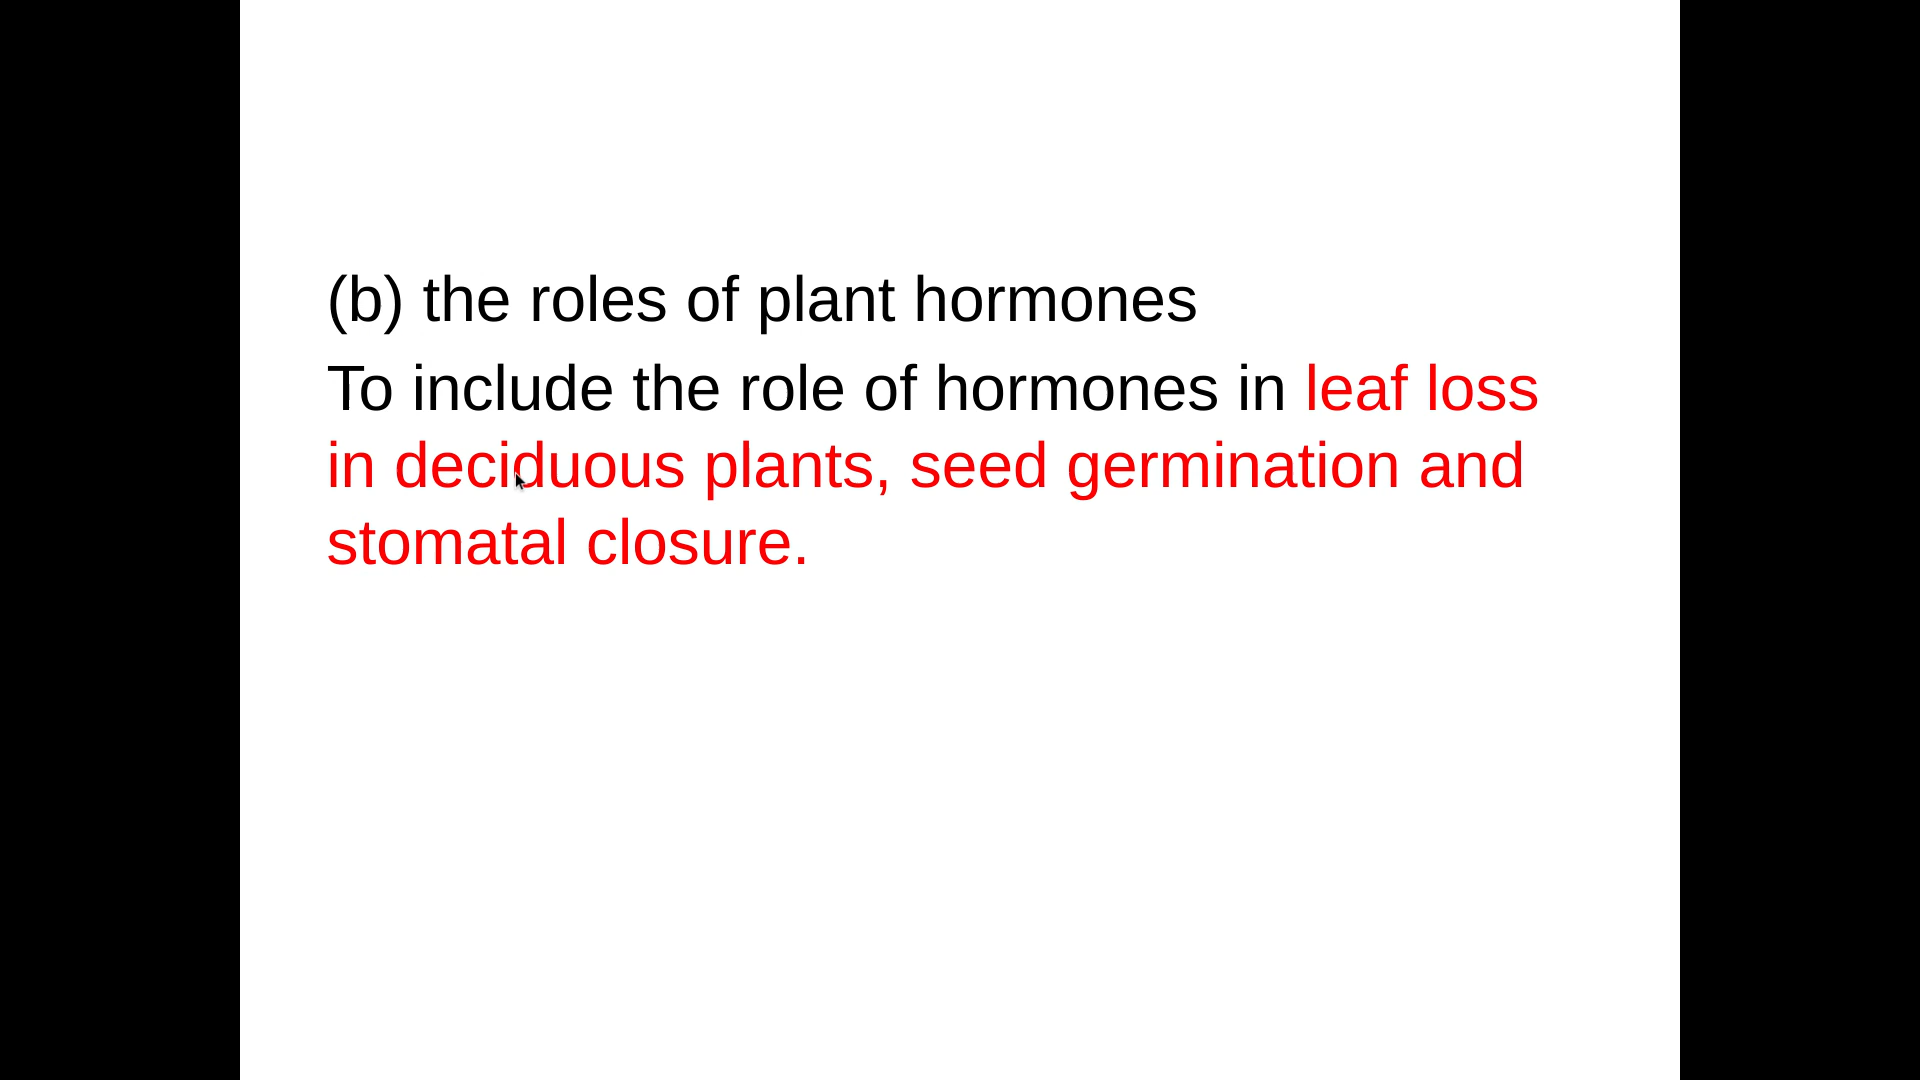 (b) the roles of plant hormones
To include the role of hormones in leaf loss
in deciduous plants, seed germination and
stomatal closure.